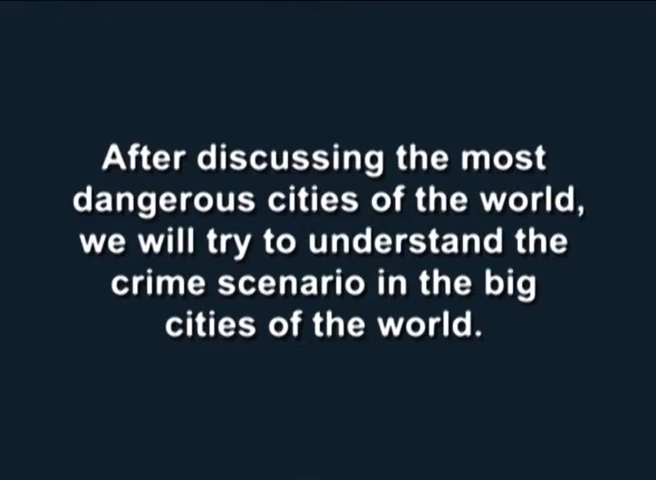 After discussing the most
dangerous cities of the world,
we will try to understand the
crime scenario in the big
cities of the world.